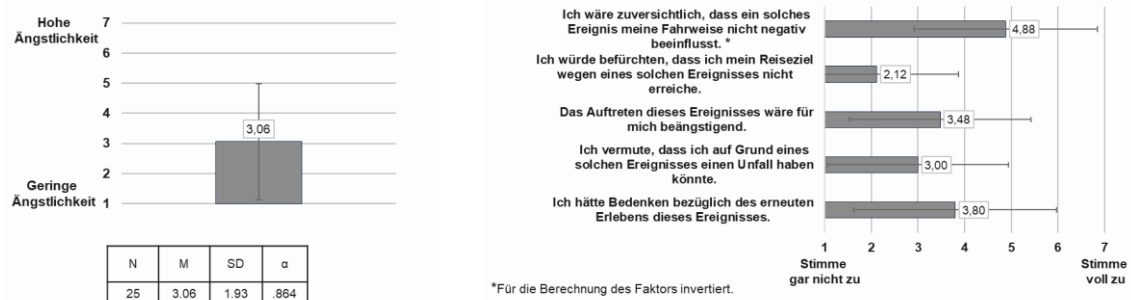 Hohe
Ängstlichkeit
7
6
5
4
3
2
1
3,06
Geringe
Ängstlichkeit
N M SD α
25 3.06 1.93 .864
Ich wäre zuversichtlich, dass ein solches
Ereignis meine Fahrweise nicht negativ
beeinflusst. *
4,88
Ich würde befürchten, dass ich mein Reiseziel
wegen eines solchen Ereignisses nicht
erreiche.
2,12
Das Auftreten dieses Ereignisses wäre für
mich beängstigend.
3,48
Ich vermute, dass ich auf Grund eines
solchen Ereignisses einen Unfall haben
könnte.
3,00
Ich hätte Bedenken bezüglich des erneuten
Erlebens dieses Ereignisses.
3,80
1 2 3 4 5 6 7
Stimme
gar nicht zu
Stimme
voll zu
*Für die Berechnung des Faktors invertiert.